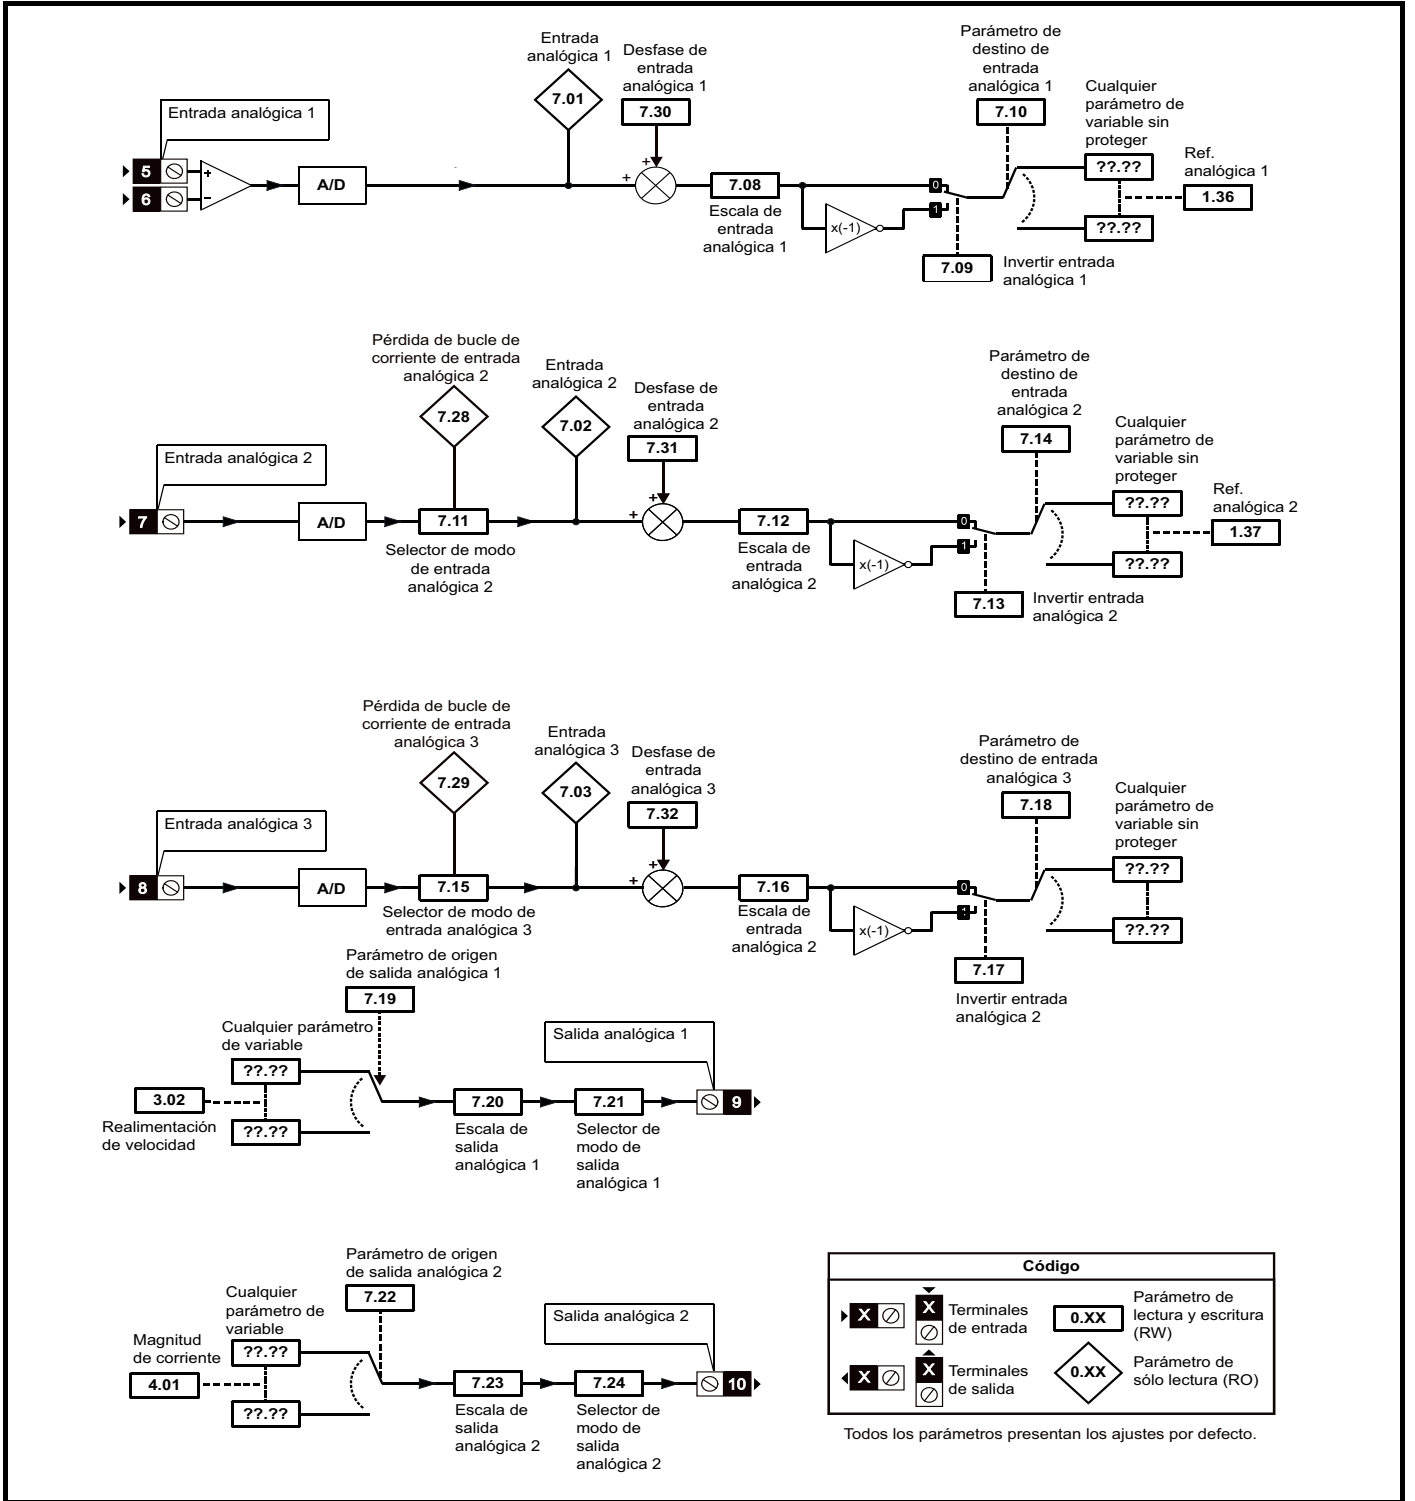 Entrada
analógica 1
7.01
Desfase de
entrada
analógica 1
7.30
Parámetro de
destino de
entrada
analógica 1
7.10
Cualquier
parámetro de
variable sin
proteger
??.??
??.??
Ref.
analógica 1
1.36
Entrada analógica 1
5
6
+
−
A/D
+
+
7.08
Escala de
entrada
analógica 1
x(-1)
0
1
7.09
Invertir entrada
analógica 1
Pérdida de bucle de
corriente de entrada
analógica 2
7.28
Entrada
analógica 2
7.02
Desfase de
entrada
analógica 2
7.31
Parámetro de
destino de
entrada
analógica 2
7.14
Cualquier
parámetro de
variable sin
proteger
??.??
??.??
Ref.
analógica 2
1.37
Entrada analógica 2
7
A/D
7.11
Selector de modo
de entrada
analógica 2
+
+
7.12
Escala de
entrada
analógica 2
x(-1)
0
1
7.13
Invertir entrada
analógica 2
Pérdida de bucle de
corriente de entrada
analógica 3
7.29
Entrada
analógica 3
7.03
Desfase de
entrada
analógica 3
7.32
Parámetro de
destino de entrada
analógica 3
7.18
Cualquier
parámetro de
variable sin
proteger
??.??
??.??
Entrada analógica 3
8
A/D
7.15
Selector de modo de
entrada analógica 3
+
+
7.16
Escala de
entrada
analógica 2
x(-1)
0
1
7.17
Invertir entrada
analógica 2
Parámetro de origen
de salida analógica 1
7.19
Cualquier parámetro
de variable
??.??
??.??
3.02
Realimentación
de velocidad
7.20
Escala de
salida
analógica 1
7.21
Selector de
modo de
salida
analógica 1
Salida analógica 1
9
Parámetro de origen
de salida analógica 2
7.22
Cualquier
parámetro de
variable
??.??
??.??
Magnitud
de corriente
4.01
7.23
Escala de
salida
analógica 2
7.24
Selector de
modo de
salida
analógica 2
Salida analógica 2
10
Código
X
X
Terminales
de entrada
0.XX
Parámetro de
lectura y escritura
(RW)
X
X
Terminales
de salida
0.XX
Parámetro de
sólo lectura (RO)
Todos los parámetros presentan los ajustes por defecto.